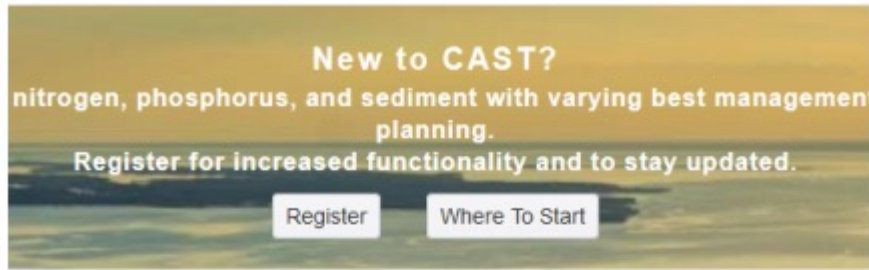 New to CAST?
nitrogen, phosphorus, and sediment with varying best management
planning.
Register for increased functionality and to stay updated.
Register Where To Start